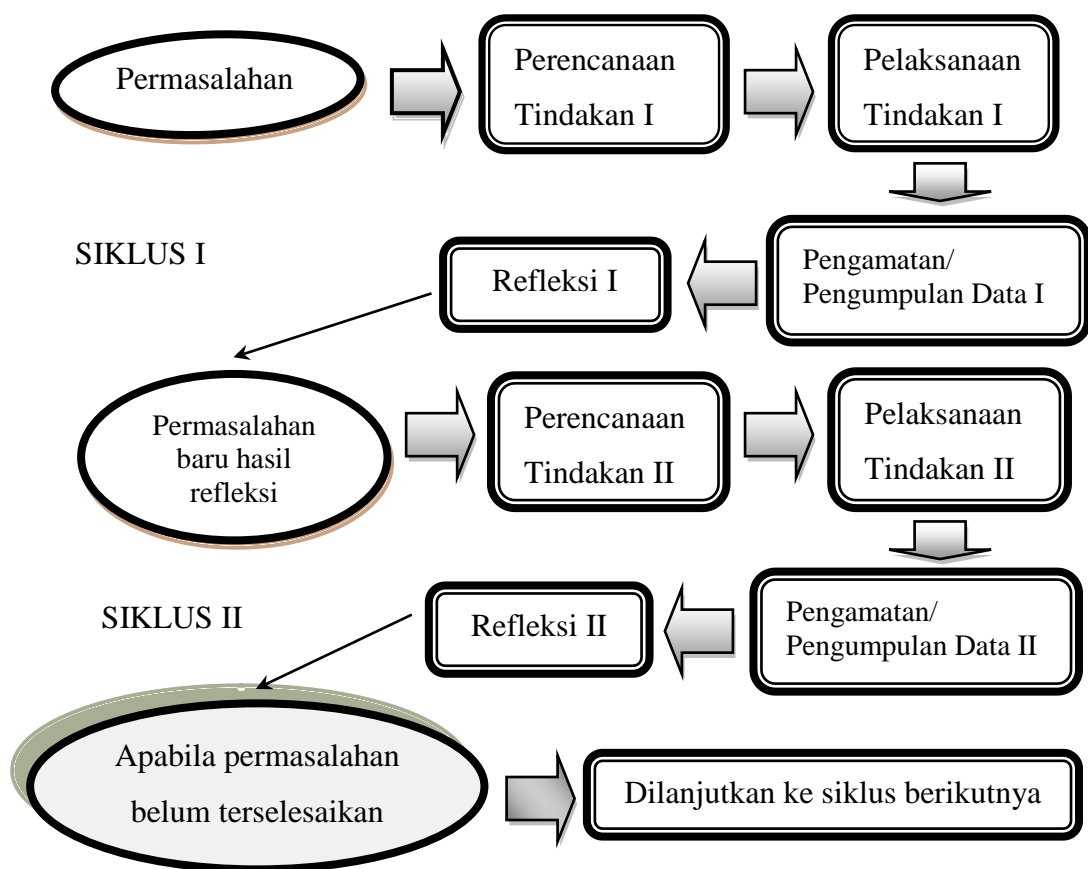 Permasalahan
Perencanaan
Tindakan I
Pelaksanaan
Tindakan I
SIKLUS I
Refleksi I
Pengamatan/
Pengumpulan Data I
Permasalahan
baru hasil
refleksi
Perencanaan
Tindakan II
Pelaksanaan
Tindakan II
SIKLUS II
Refleksi II
Pengamatan/
Pengumpulan Data II
Apabila permasalahan
belum terselesaikan
Dilanjutkan ke siklus berikutnya